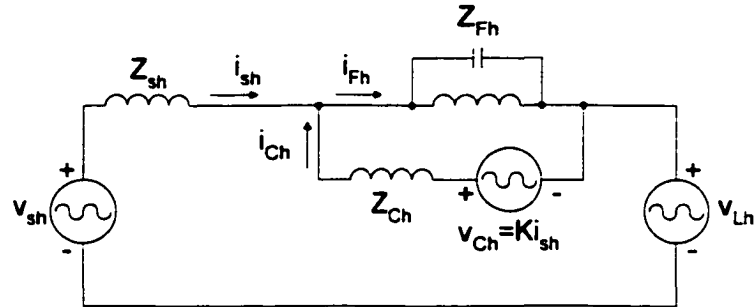 Z_Fh
Z_sh
i_sh
i_Fh
i_Ch
+
v_sh
-
Z_Ch
+
-
v_Ch=Ki_sh
+
v_Lh
-